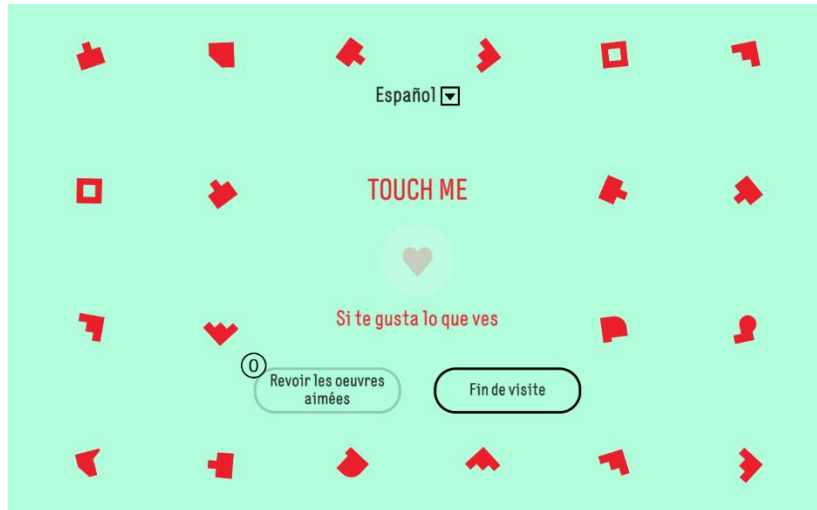 Español
TOUCH ME
Si te gusta lo que ves
0
Revoir les oeuvres
aimées
Fin de visite